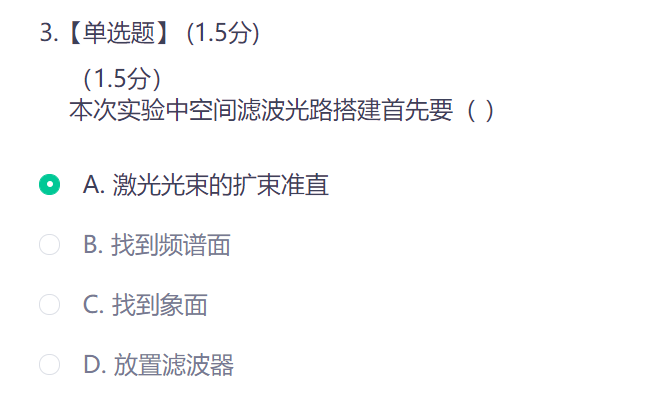 3.【单选题】 (1.5分)
（1.5分）
本次实验中空间滤波光路搭建首先要（ ）
A. 激光光束的扩束准直
B. 找到频谱面
C. 找到象面
D. 放置滤波器